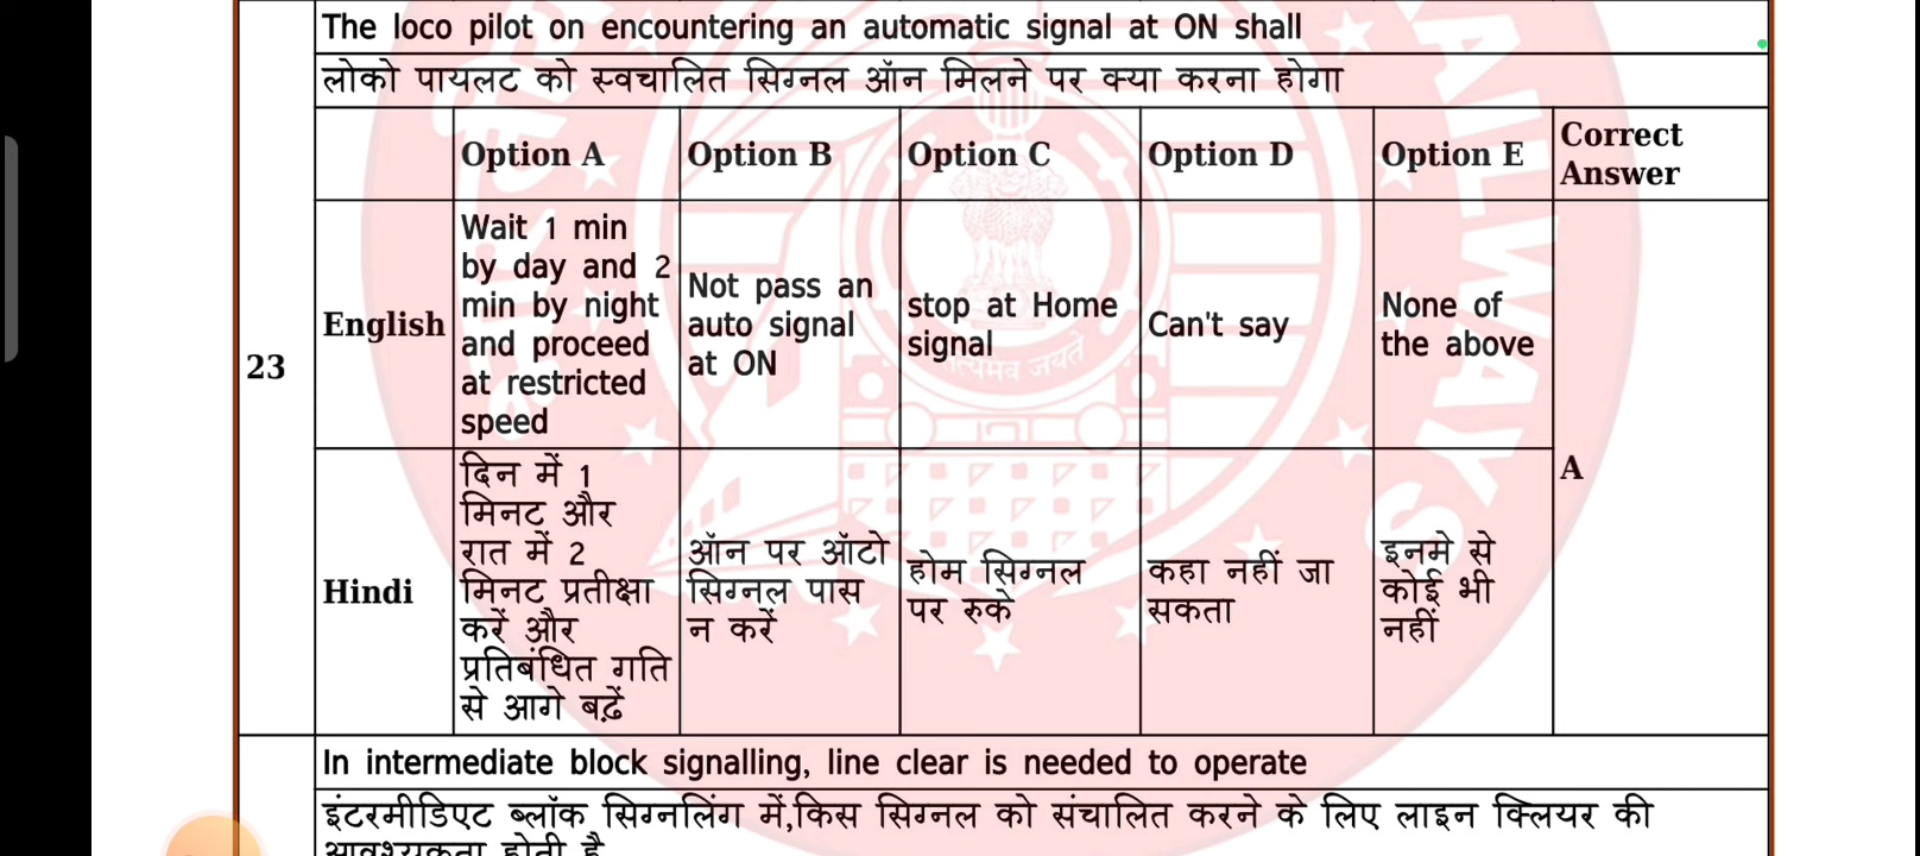 The loco pilot on encountering an automatic signal at ON shall
लोको पायलट को स्वचालित सिग्नल ऑन मिलने पर क्या करना होगा
Option A
Option B
Option C
Option D
Option E
Correct
Answer
23
English
Wait 1 min
by day and 2
min by night
and proceed
at restricted
speed
Not pass an
auto signal
at ON
stop at Home
signal
Can't say
None of
the above
A
Hindi
दिन में 1
मिनट और
रात में 2
मिनट प्रतीक्षा
करें और
प्रतिबंधित गति
से आगे बढ़ें
ऑन पर ऑटो
सिग्नल पास
न करें
होम सिग्नल
पर रुके
कहा नहीं जा
सकता
इनमे से
कोई भी
नहीं
In intermediate block signalling, line clear is needed to operate
इंटरमीडिएट ब्लॉक सिग्नलिंग में,किस सिग्नल को संचालित करने के लिए लाइन क्लियर की
आवश्यकता होती है